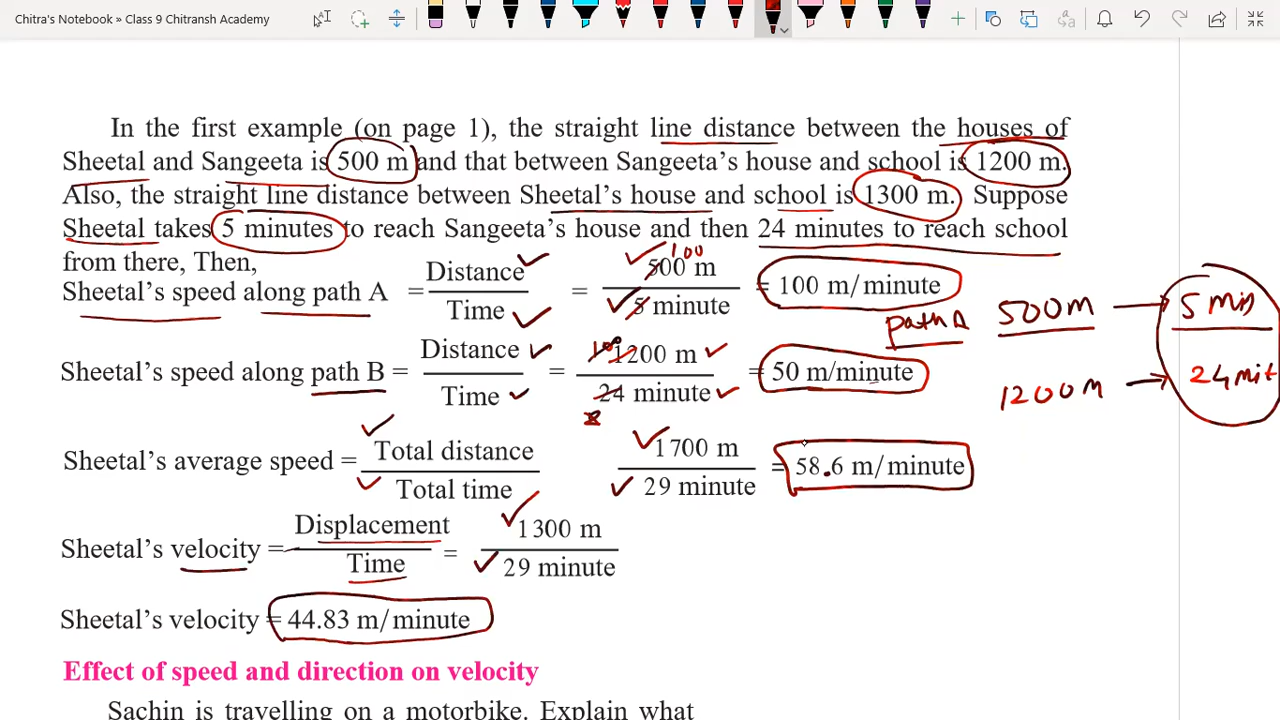 Chitra's Notebook » Class 9 Chitransh Academy
In the first example (on page 1), the straight line distance between the houses of
Sheetal and Sangeeta is 500 m and that between Sangeeta's house and school is 1200 m.
Also, the straight line distance between Sheetal's house and school is 1300 m. Suppose
Sheetal takes 5 minutes to reach Sangeeta's house and then 24 minutes to reach school
from there, Then,
100
Sheetal's speed along path A = Distance / Time = 500 m / 5 minute = 100 m/minute
path A 500M → 5 min
Sheetal's speed along path B = Distance / Time = 1200 m / 24 minute = 50 m/minute
1200M → 24 mit
Sheetal's average speed = Total distance / Total time 1700 m / 29 minute = 58.6 m/minute
Sheetal's velocity = Displacement / Time = 1300 m / 29 minute
Sheetal's velocity = 44.83 m/minute
Effect of speed and direction on velocity
Sachin is travelling on a motorbike. Explain what